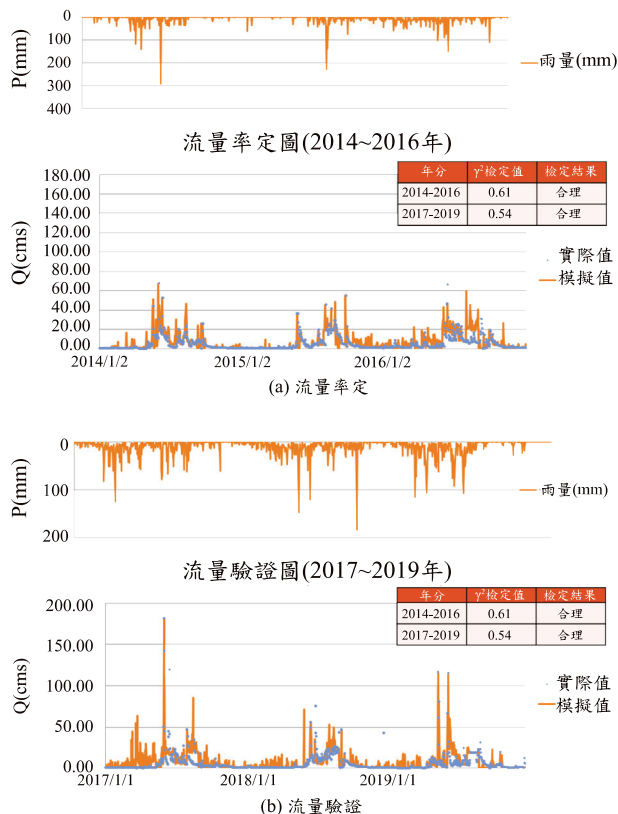 0
100
200
300
400
P(mm)
雨量(mm)
流量率定圖(2014~2016年)
180.00
160.00
140.00
120.00
100.00
80.00
60.00
40.00
20.00
0.00
Q(cms)
年分 γ²檢定值 檢定結果
2014-2016 0.61 合理
2017-2019 0.54 合理
實際值
模擬值
2014/1/2 2015/1/2 2016/1/2
(a) 流量率定
0
100
200
P(mm)
雨量(mm)
流量驗證圖(2017~2019年)
200.00
150.00
100.00
50.00
0.00
Q(cms)
年分 γ²檢定值 檢定結果
2014-2016 0.61 合理
2017-2019 0.54 合理
實際值
模擬值
2017/1/1 2018/1/1 2019/1/1
(b) 流量驗證